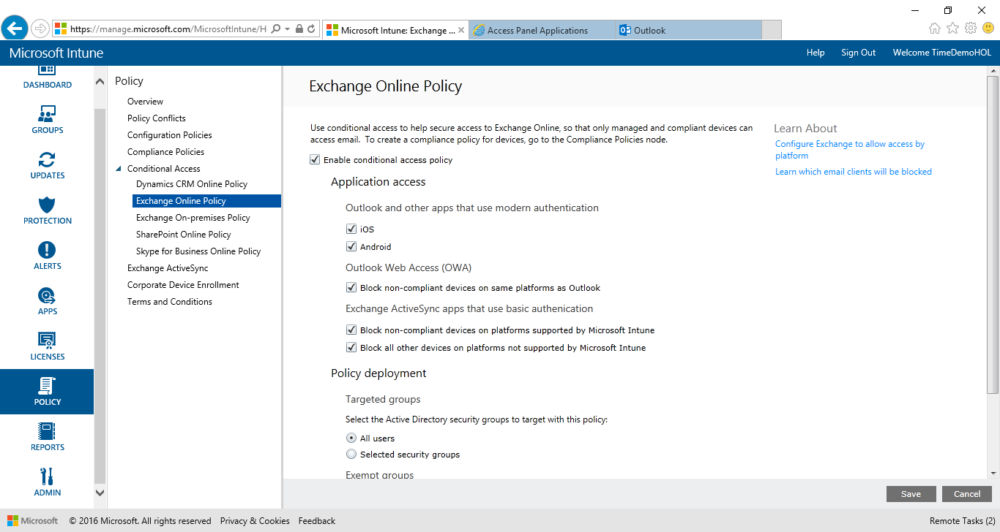 https://manage.microsoft.com/MicrosoftIntune/H
Microsoft Intune: Exchange ...
Access Panel Applications
Outlook
Microsoft Intune
Help
Sign Out
Welcome TimeDemoHOL
DASHBOARD
GROUPS
UPDATES
PROTECTION
ALERTS
APPS
LICENSES
POLICY
REPORTS
ADMIN
Policy
Overview
Policy Conflicts
Configuration Policies
Compliance Policies
Conditional Access
Dynamics CRM Online Policy
Exchange Online Policy
Exchange On-premises Policy
SharePoint Online Policy
Skype for Business Online Policy
Exchange ActiveSync
Corporate Device Enrollment
Terms and Conditions
Exchange Online Policy
Use conditional access to help secure access to Exchange Online, so that only managed and compliant devices can
access email. To create a compliance policy for devices, go to the Compliance Policies node.
Enable conditional access policy
Application access
Outlook and other apps that use modern authentication
iOS
Android
Outlook Web Access (OWA)
Block non-compliant devices on same platforms as Outlook
Exchange ActiveSync apps that use basic authenication
Block non-compliant devices on platforms supported by Microsoft Intune
Block all other devices on platforms not supported by Microsoft Intune
Policy deployment
Targeted groups
Select the Active Directory security groups to target with this policy:
All users
Selected security groups
Exempt groups
Learn About
Configure Exchange to allow access by
platform
Learn which email clients will be blocked
Save
Cancel
Microsoft
© 2016 Microsoft. All rights reserved
Privacy & Cookies
Feedback
Remote Tasks (2)